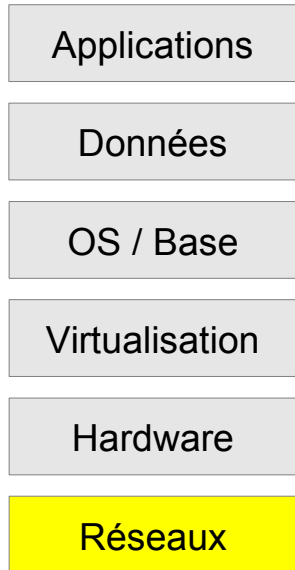 Applications
Données
OS / Base
Virtualisation
Hardware
Réseaux